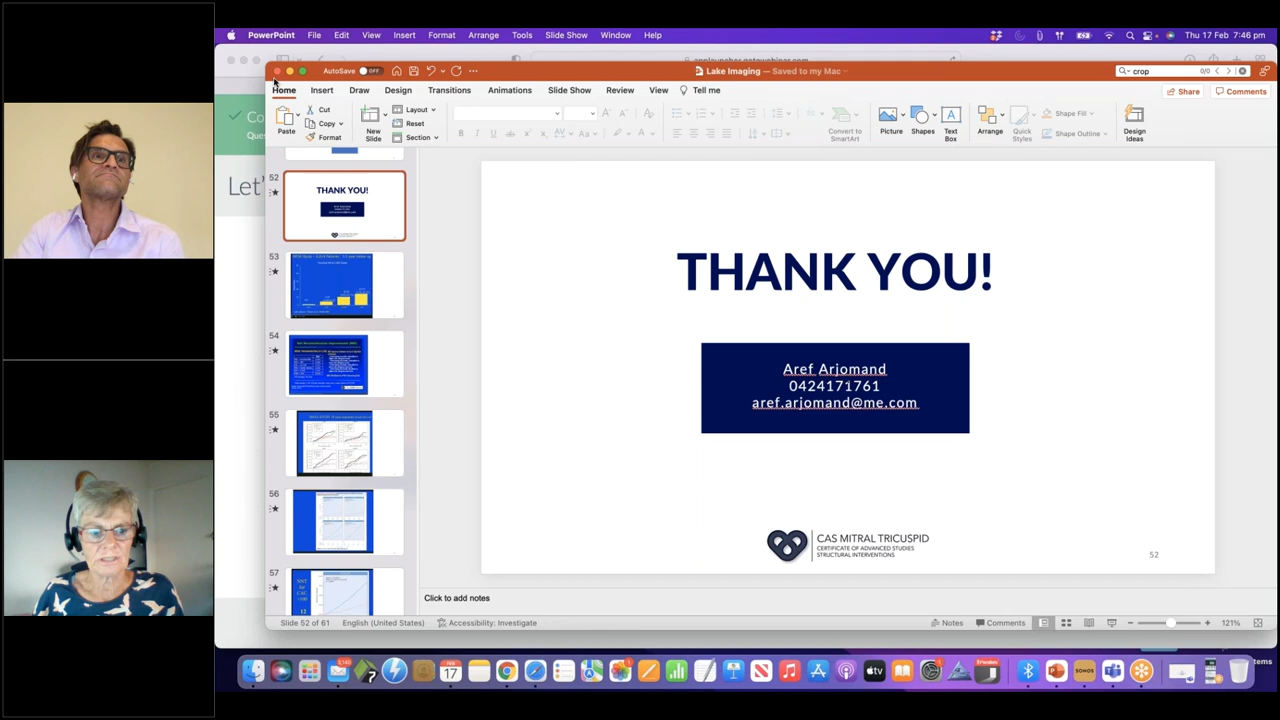 PowerPoint File Edit View Insert Format Arrange Tools Slide Show Window Help Thu 17 Feb 7:46 pm
AutoSave OFF Lake Imaging — Saved to my Mac crop 0/0
Home Insert Draw Design Transitions Animations Slide Show Review View Tell me Share Comments
Paste Cut Copy Format
New Slide Layout Reset Section
Convert to SmartArt
Picture Shapes Text Box Arrange Quick Styles Shape Fill Shape Outline Design Ideas
Let'
52
THANK YOU!
53
54
55
56
57
THANK YOU!
Aref Arjomand
0424171761
aref.arjomand@me.com
CAS MITRAL TRICUSPID
CERTIFICATE OF ADVANCED STUDIES
STRUCTURAL INTERVENTIONS
52
Click to add notes
Slide 52 of 61 English (United States) Accessibility: Investigate Notes Comments 121%